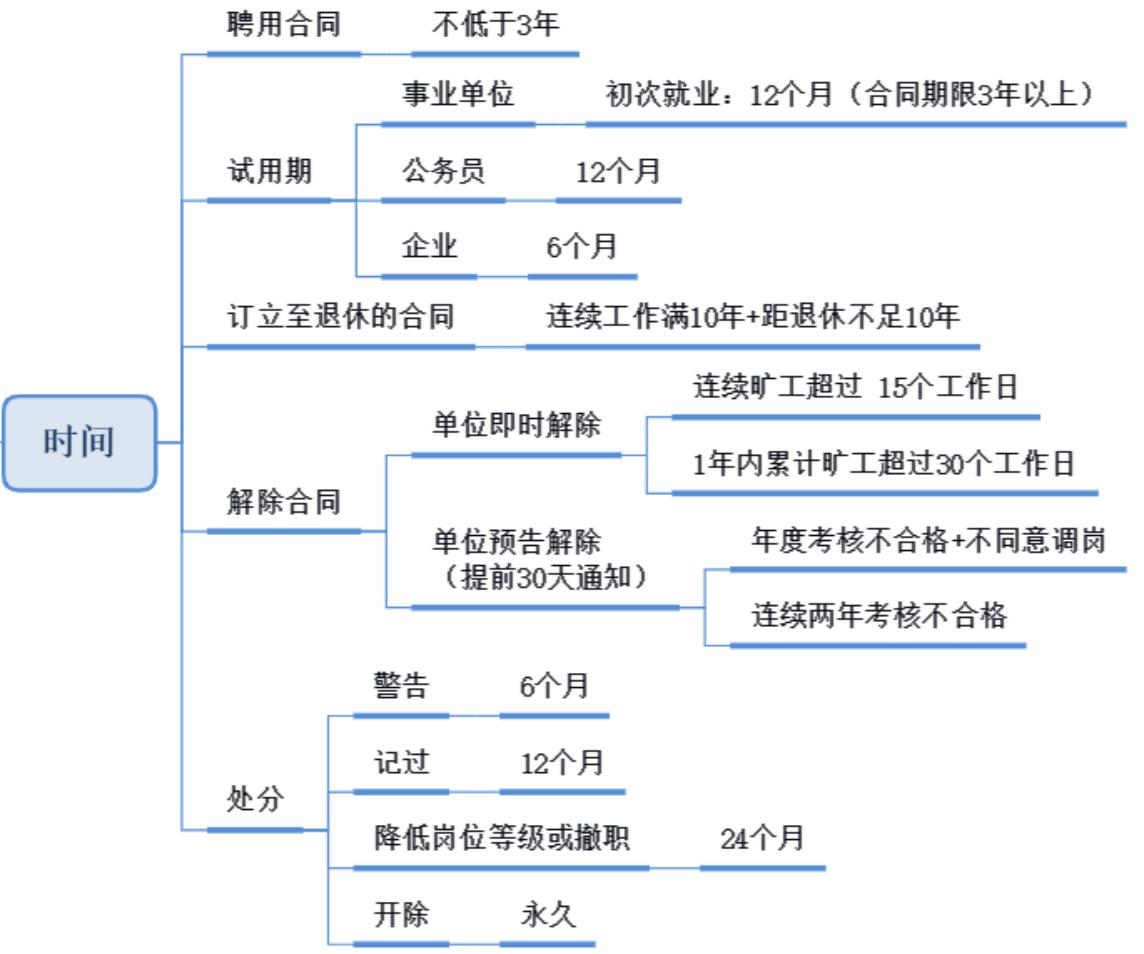 聘用合同 不低于3年
事业单位 初次就业：12个月（合同期限3年以上）
试用期 公务员 12个月
企业 6个月
订立至退休的合同 连续工作满10年+距退休不足10年
连续旷工超过 15个工作日
单位即时解除
时间
1年内累计旷工超过30个工作日
解除合同
单位预告解除
（提前30天通知）
年度考核不合格+不同意调岗
连续两年考核不合格
警告 6个月
记过 12个月
处分
降低岗位等级或撤职 24个月
开除 永久